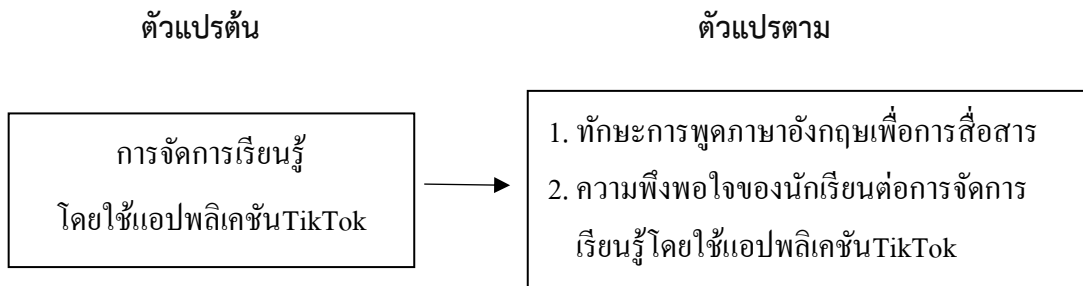 ตัวแปรต้น
ตัวแปรตาม
การจัดการเรียนรู้
โดยใช้แอปพลิเคชันTikTok
1. ทักษะการพูดภาษาอังกฤษเพื่อการสื่อสาร
2. ความพึงพอใจของนักเรียนต่อการจัดการ
เรียนรู้โดยใช้แอปพลิเคชันTikTok